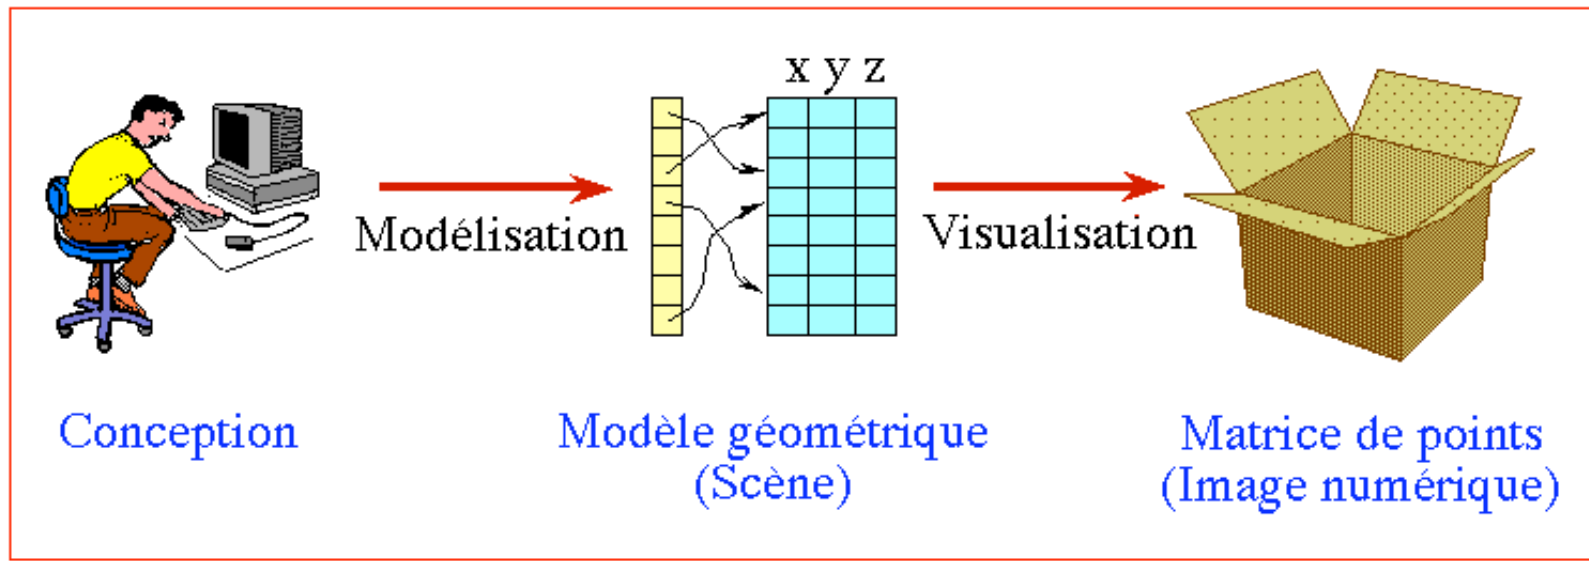 x y z
Modélisation
Visualisation
Conception
Modèle géométrique
(Scène)
Matrice de points
(Image numérique)